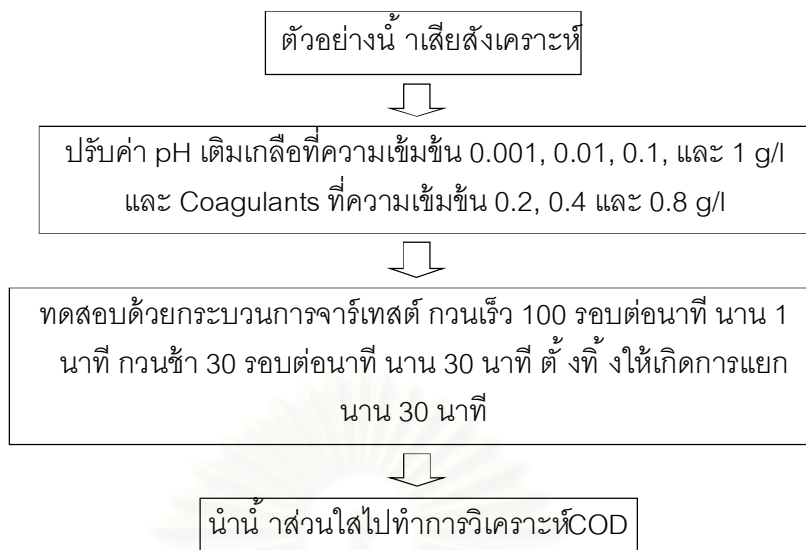 ตัวอย่างน้ำเสียสังเคราะห์
ปรับค่า pH เติมเกลือที่ความเข้มข้น 0.001, 0.01, 0.1, และ 1 g/l
และ Coagulants ที่ความเข้มข้น 0.2, 0.4 และ 0.8 g/l
ทดสอบด้วยกระบวนการจาร์เทสต์ กวนเร็ว 100 รอบต่อนาที นาน 1
นาที กวนช้า 30 รอบต่อนาที นาน 30 นาที ตั้งทิ้งให้เกิดการแยก
นาน 30 นาที
นำน้ำส่วนใสไปทำการวิเคราะห์COD